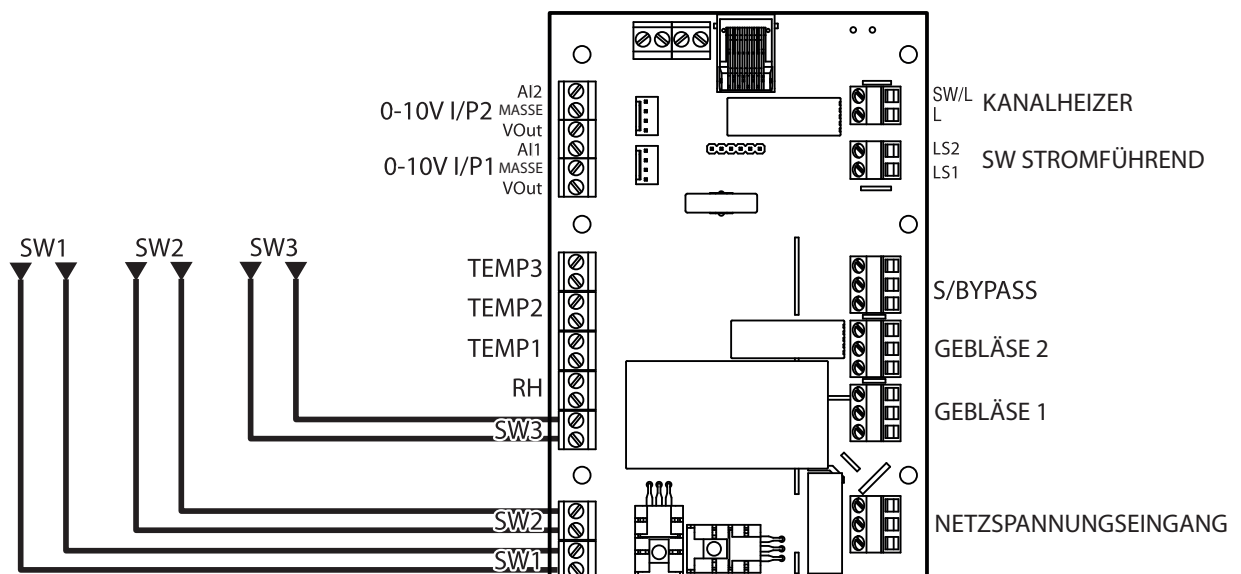 AI2
0-10V I/P2 MASSE
VOut
AI1
0-10V I/P1 MASSE
VOut
SW/L
KANALHEIZER
L
LS2
SW STROMFÜHREND
LS1
SW1 SW2 SW3
TEMP3
TEMP2
TEMP1
RH
SW3
SW2
SW1
S/BYPASS
GEBLÄSE 2
GEBLÄSE 1
NETZSPANNUNGSEINGANG